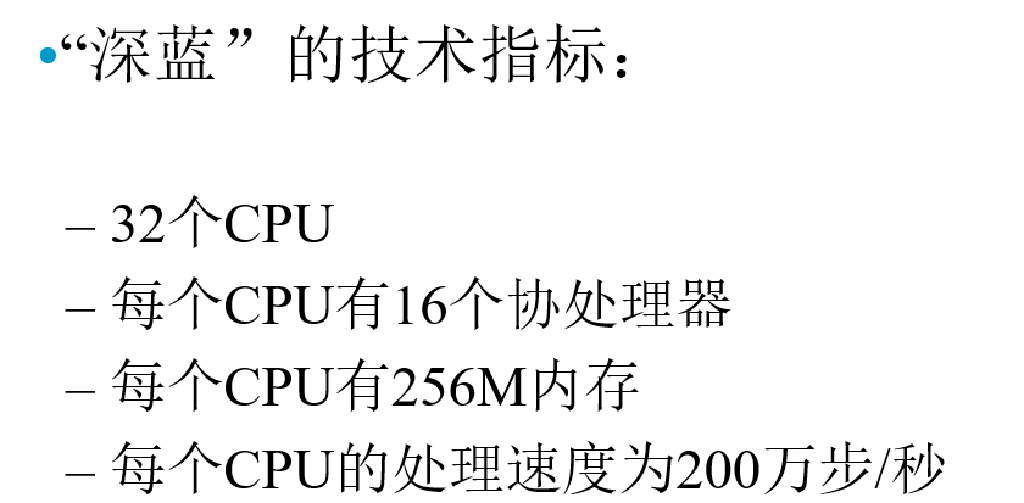 •“深蓝”的技术指标：
– 32个CPU
– 每个CPU有16个协处理器
– 每个CPU有256M内存
– 每个CPU的处理速度为200万步/秒